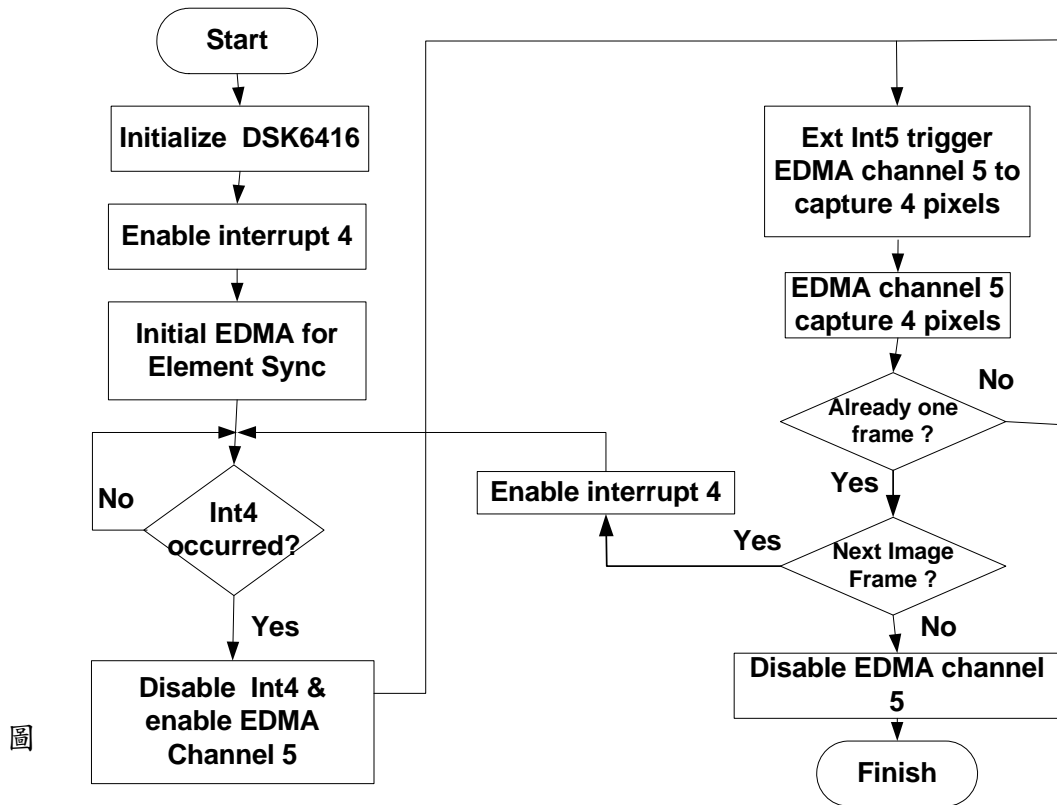 Start
Initialize DSK6416
Enable interrupt 4
Initial EDMA for
Element Sync
No
Int4
occurred?
Yes
Disable Int4 &
enable EDMA
Channel 5
圖
Ext Int5 trigger
EDMA channel 5 to
capture 4 pixels
EDMA channel 5
capture 4 pixels
No
Already one
frame ?
Yes
Enable interrupt 4
Yes
Next Image
Frame ?
No
Disable EDMA channel
5
Finish